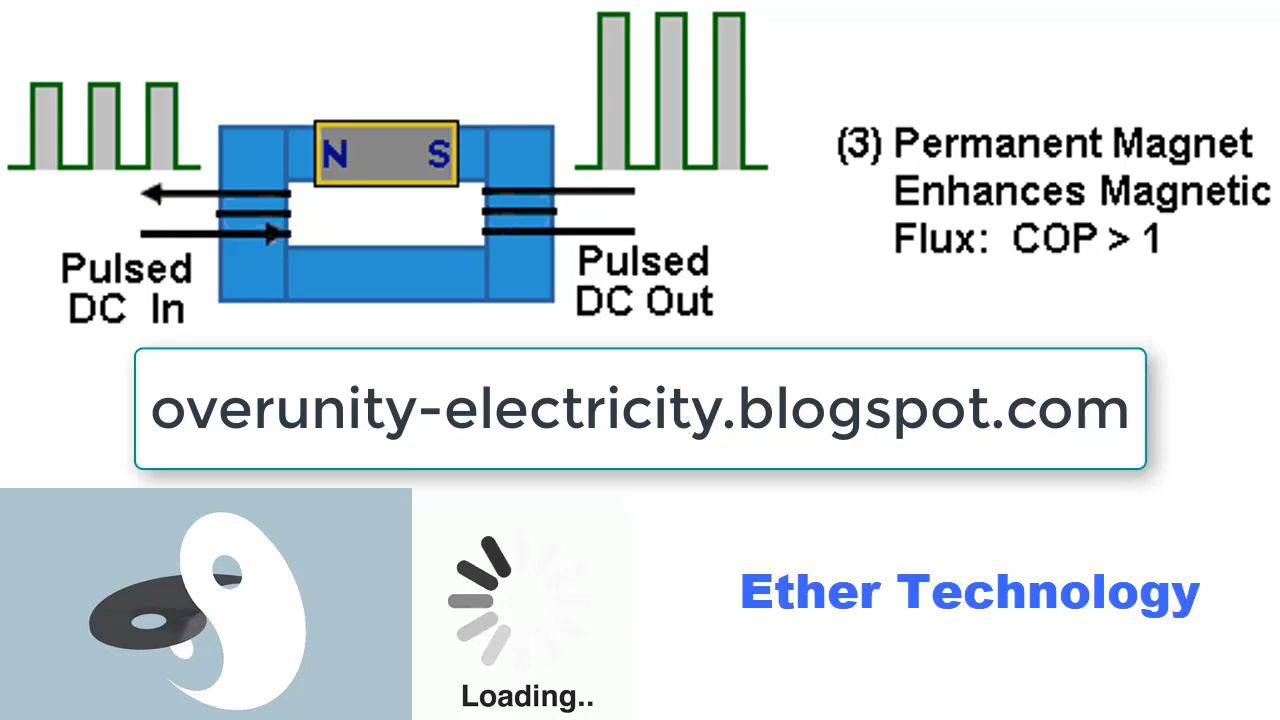 N S
(3) Permanent Magnet
Enhances Magnetic
Flux: COP > 1
Pulsed
DC In
Pulsed
DC Out
overunity-electricity.blogspot.com
Ether Technology
Loading..